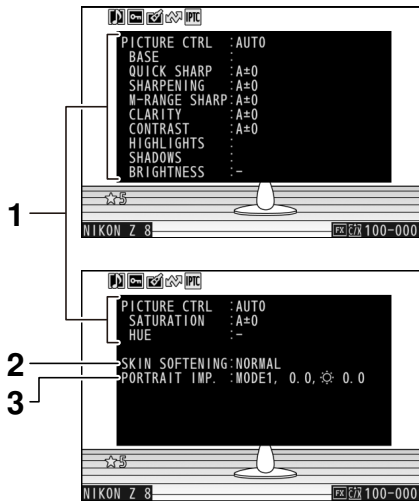 IPTC
PICTURE CTRL :AUTO
BASE :
QUICK SHARP :A±0
SHARPENING :A±0
M-RANGE SHARP:A±0
CLARITY :A±0
CONTRAST :A±0
HIGHLIGHTS :
SHADOWS :
BRIGHTNESS :–
1
☆5
NIKON Z 8 FX 100-000
IPTC
PICTURE CTRL :AUTO
SATURATION :A±0
HUE :–
2 SKIN SOFTENING:NORMAL
3 PORTRAIT IMP. :MODE1, 0.0, 0.0
☆5
NIKON Z 8 FX 100-000